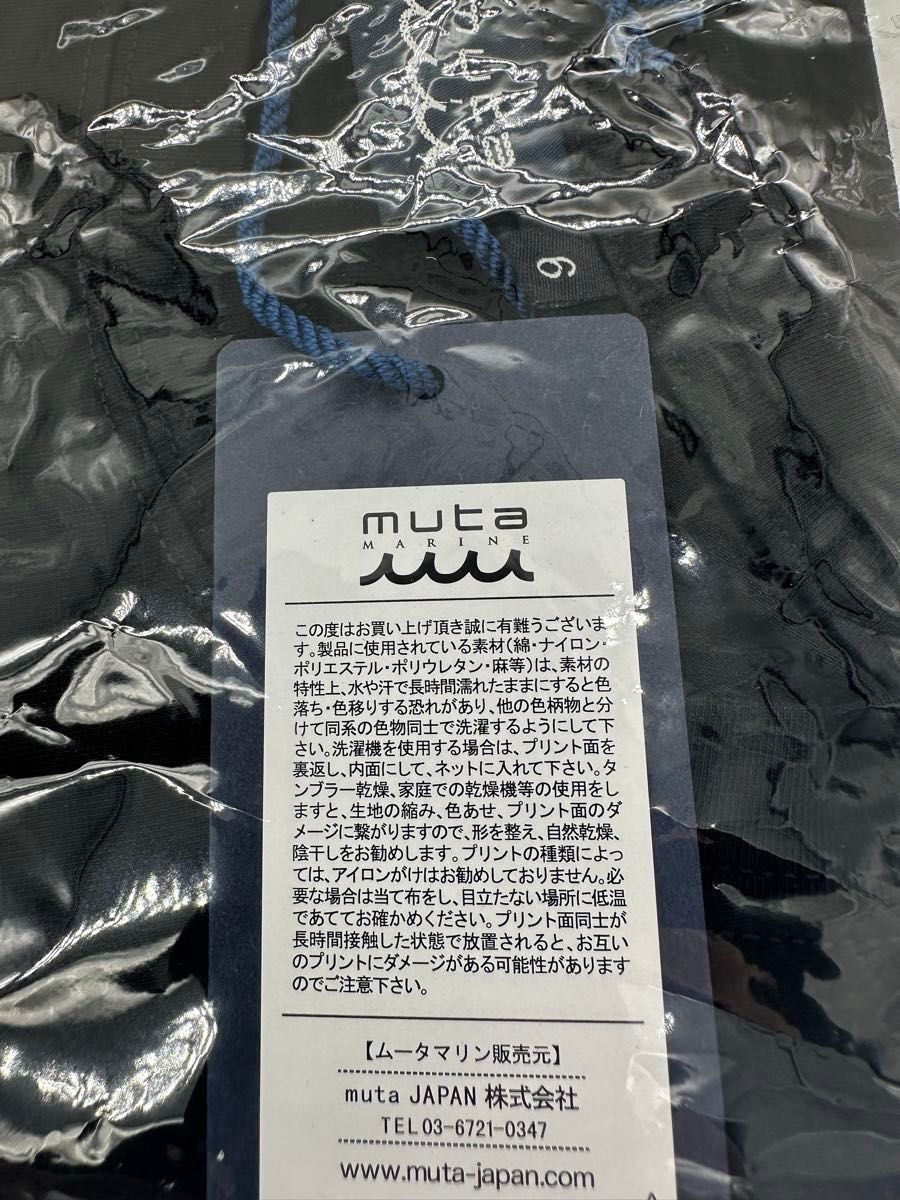 6
muta
MARINE
この度はお買い上げ頂き誠に有難うございま
す。製品に使用されている素材(綿・ナイロン・
ポリエステル・ポリウレタン・麻等)は、素材の
特性上、水や汗で長時間濡れたままにすると色
落ち・色移りする恐れがあり、他の色柄物と分
けて同系の色物同士で洗濯するようにして下
さい。洗濯機を使用する場合は、プリント面を
裏返し、内面にして、ネットに入れて下さい。タ
ンブラー乾燥、家庭での乾燥機等の使用をし
ますと、生地の縮み、色あせ、プリント面のダ
メージに繋がりますので、形を整え、自然乾燥、
陰干しをお勧めします。プリントの種類によっ
ては、アイロンがけはお勧めしておりません。必
要な場合は当て布をし、目立たない場所に低温
であててお確かめください。プリント面同士が
長時間接触した状態で放置されると、お互い
のプリントにダメージがある可能性があります
のでご注意下さい。
【ムータマリン販売元】
muta JAPAN 株式会社
TEL 03-6721-0347
www.muta-japan.com